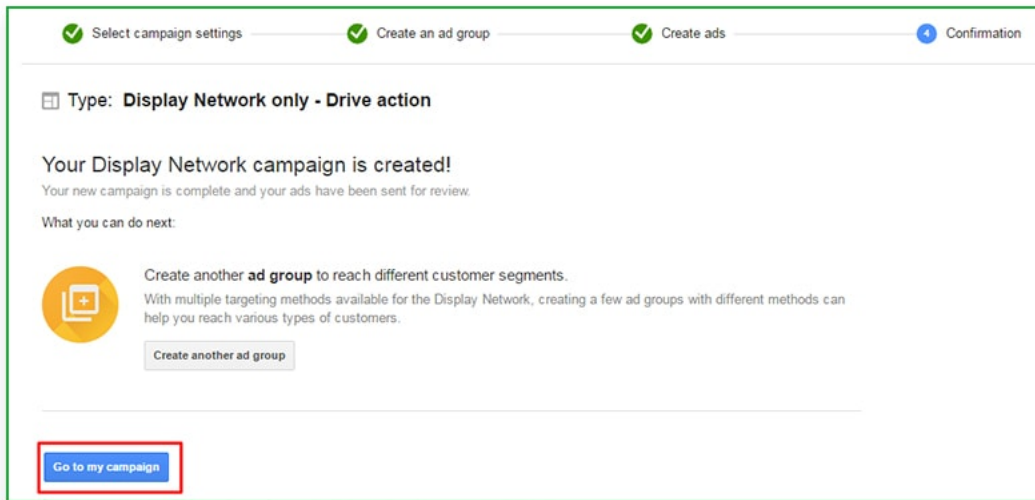 Select campaign settings
Create an ad group
Create ads
4 Confirmation
Type: Display Network only - Drive action
Your Display Network campaign is created!
Your new campaign is complete and your ads have been sent for review.
What you can do next:
Create another ad group to reach different customer segments.
With multiple targeting methods available for the Display Network, creating a few ad groups with different methods can
help you reach various types of customers.
Create another ad group
Go to my campaign